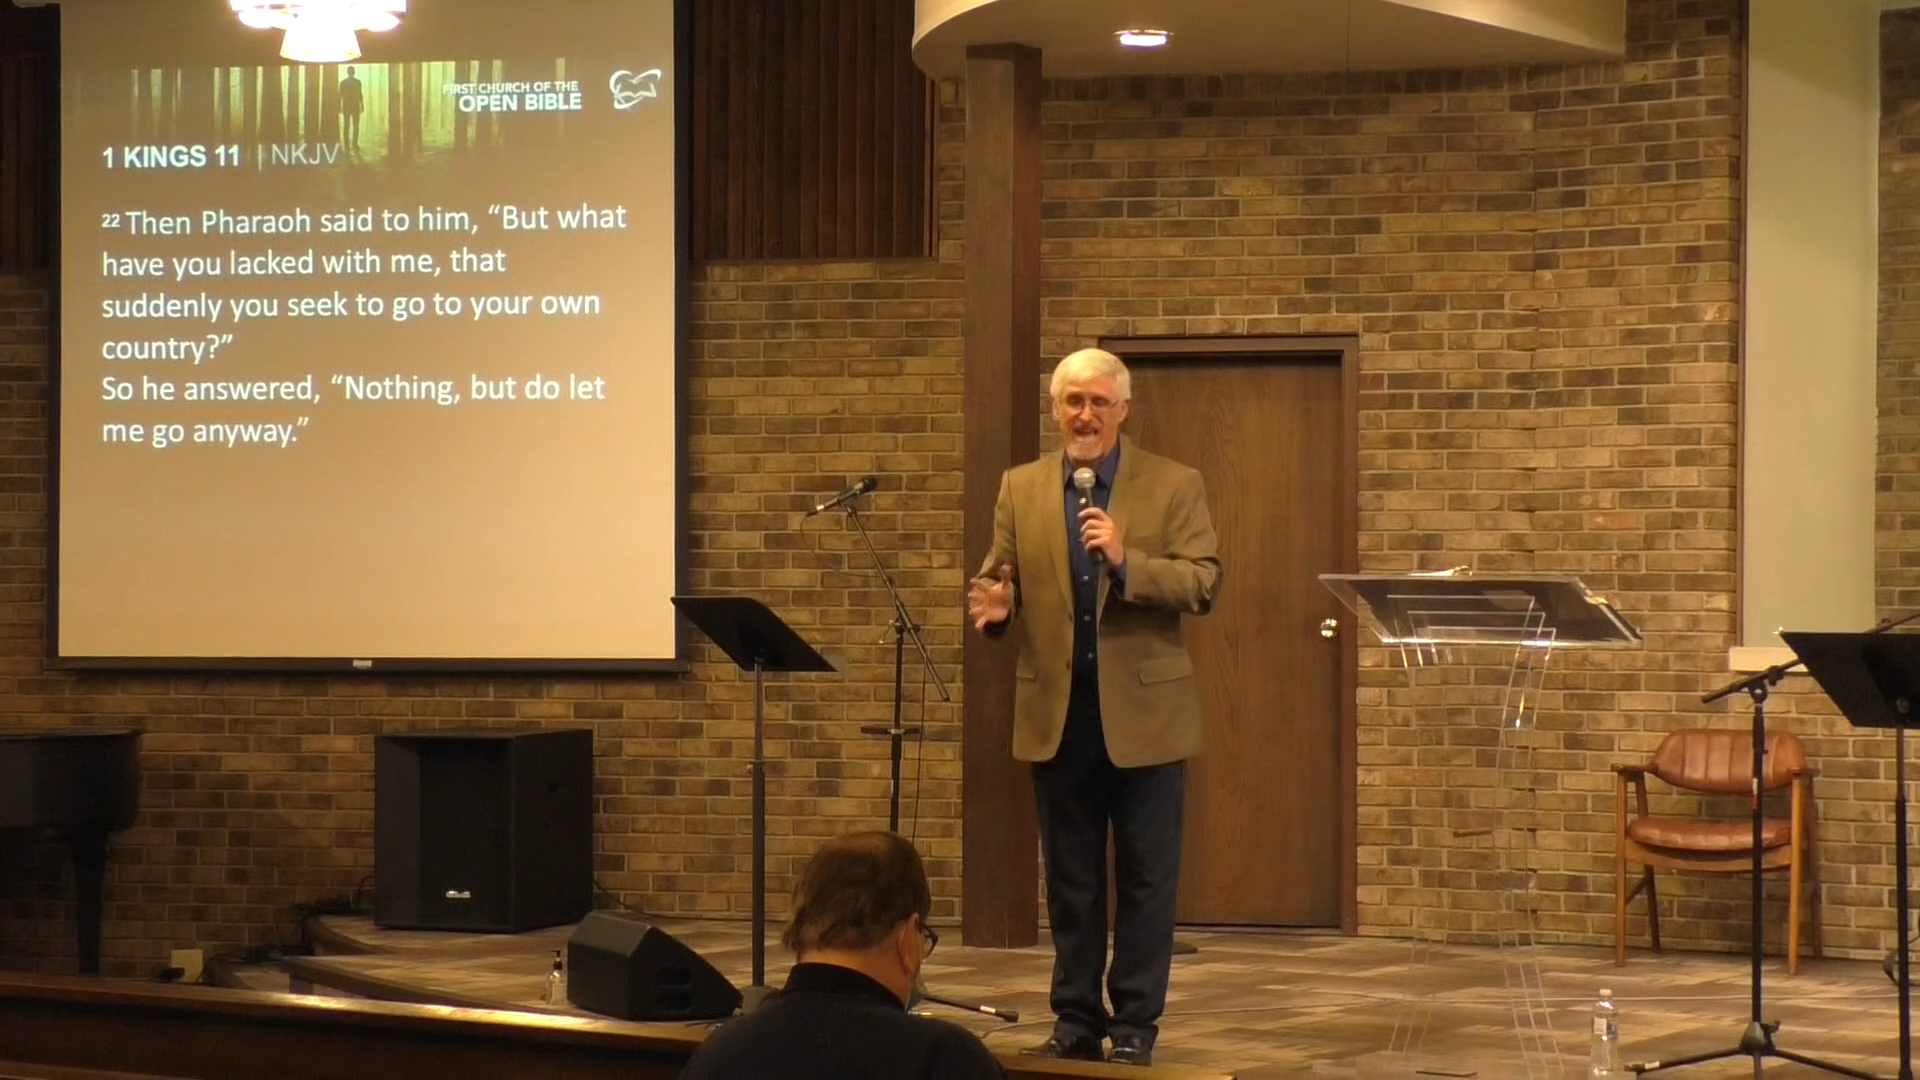 FIRST CHURCH OF THE
OPEN BIBLE
1 KINGS 11 | NKJV
22 Then Pharaoh said to him, “But what
have you lacked with me, that
suddenly you seek to go to your own
country?”
So he answered, “Nothing, but do let
me go anyway.”